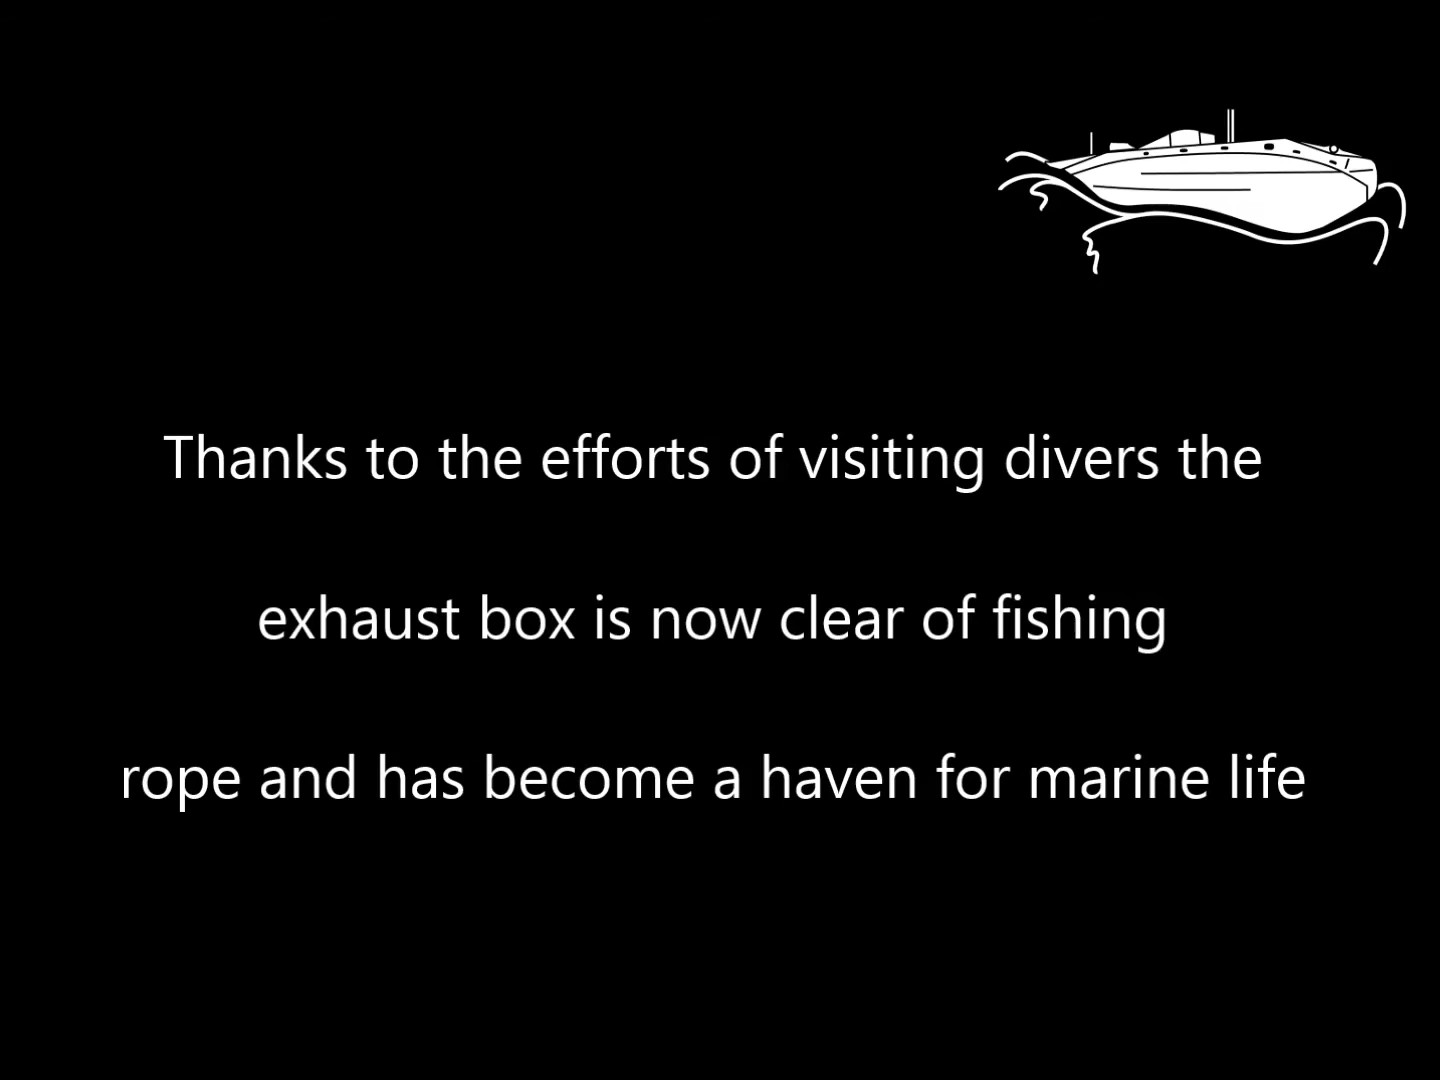 Thanks to the efforts of visiting divers the
exhaust box is now clear of fishing
rope and has become a haven for marine life